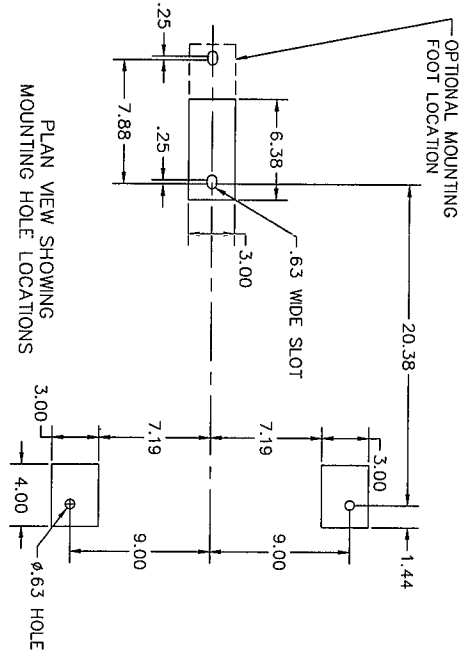 OPTIONAL MOUNTING
FOOT LOCATION
.25
7.88
.25
6.38
3.00
.63 WIDE SLOT
20.38
PLAN VIEW SHOWING
MOUNTING HOLE LOCATIONS
3.00
7.19
7.19
3.00
4.00
9.00
9.00
1.44
Ø.63 HOLE